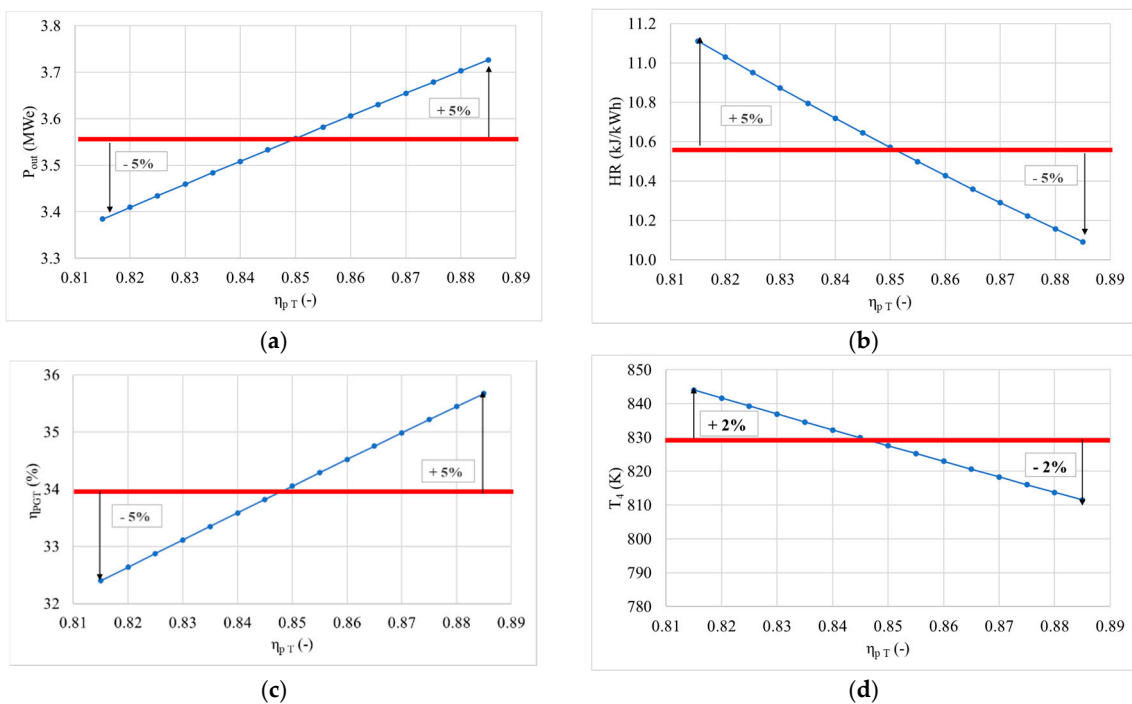 3.8
3.7
3.6
3.5
3.4
3.3
P_out (MWe)
+ 5%
- 5%
0.81 0.82 0.83 0.84 0.85 0.86 0.87 0.88 0.89
η_p T (-)
(a)
11.2
11.0
10.8
10.6
10.4
10.2
10.0
HR (kJ/kWh)
+ 5%
- 5%
0.81 0.82 0.83 0.84 0.85 0.86 0.87 0.88 0.89
η_p T (-)
(b)
36
35
34
33
32
η_PGT (%)
+ 5%
- 5%
0.81 0.82 0.83 0.84 0.85 0.86 0.87 0.88 0.89
η_p T (-)
(c)
850
840
830
820
810
800
790
780
T_4 (K)
+ 2%
- 2%
0.81 0.82 0.83 0.84 0.85 0.86 0.87 0.88 0.89
η_p T (-)
(d)